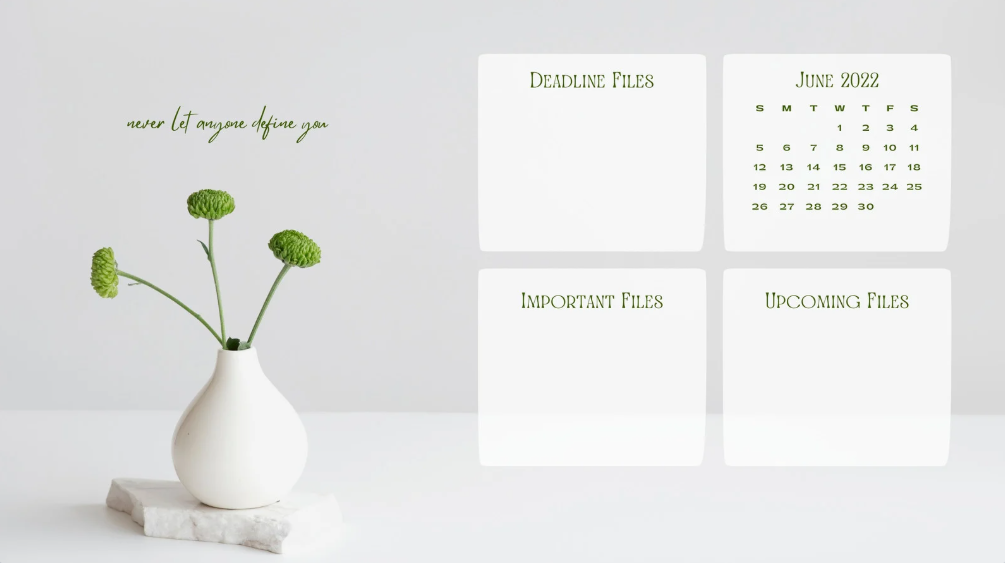 never let anyone define you
Deadline Files
June 2022
S M T W T F S
1 2 3 4
5 6 7 8 9 10 11
12 13 14 15 16 17 18
19 20 21 22 23 24 25
26 27 28 29 30
Important Files
Upcoming Files